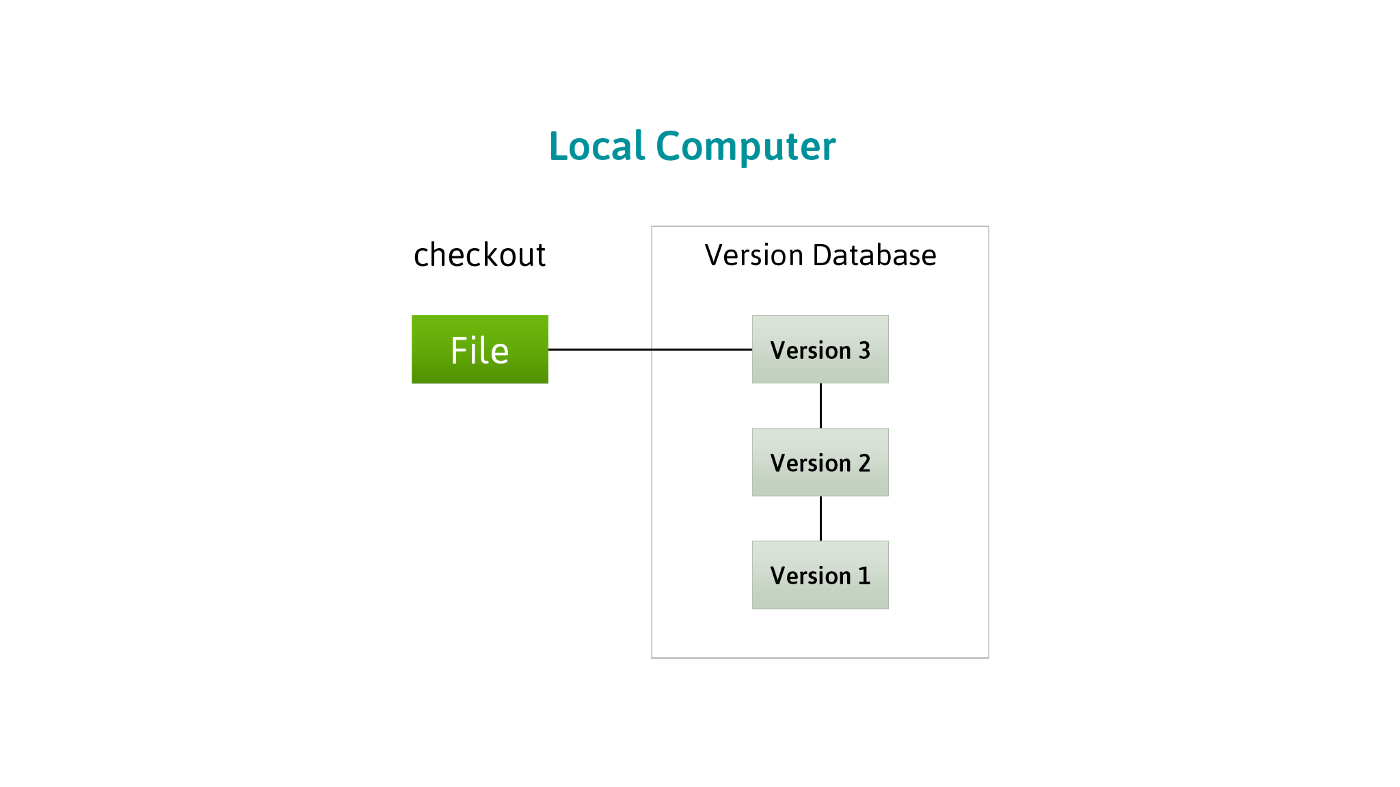 Local Computer
checkout
Version Database
File
Version 3
Version 2
Version 1